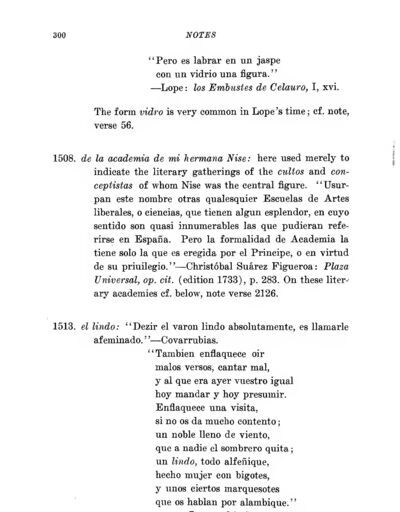 300 NOTES
"Pero es labrar en un jaspe
con un vidrio una figura."
—Lope: los Embustes de Celauro, I, xvi.
The form vidro is very common in Lope's time; cf. note,
verse 56.
1508. de la academia de mi hermana Nise: here used merely to
indicate the literary gatherings of the cultos and con-
ceptistas of whom Nise was the central figure. "Usur-
pan este nombre otras qualesquier Escuelas de Artes
liberales, o ciencias, que tienen algun esplendor, en cuyo
sentido son quasi innumerables las que pudieran refe-
rirse en España. Pero la formalidad de Academia la
tiene solo la que es eregida por el Principe, o en virtud
de su priuilegio."—Christóbal Suárez Figueroa: Plaza
Universal, op. cit. (edition 1733), p. 283. On these liter-
ary academies cf. below, note verse 2126.
1513. el lindo: "Dezir el varon lindo absolutamente, es llamarle
afeminado."—Covarrubias.
"Tambien enflaquece oir
malos versos, cantar mal,
y al que era ayer vuestro igual
hoy mandar y hoy presumir.
Enflaquece una visita,
si no os da mucho contento;
un noble lleno de viento,
que a nadie el sombrero quita;
un lindo, todo alfeñique,
hecho mujer con bigotes,
y unos ciertos marquesotes
que os hablan por alambique."